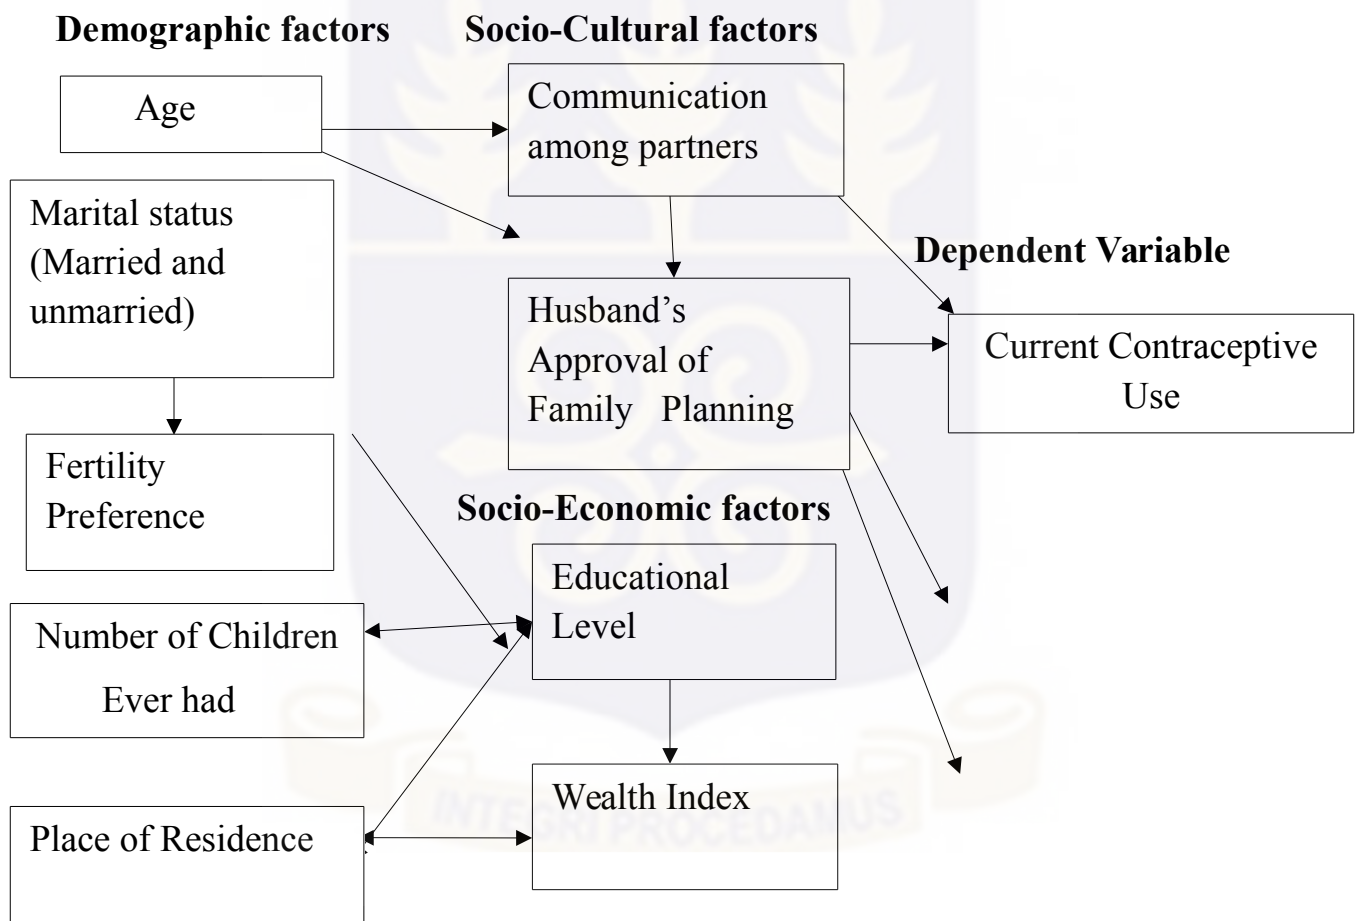 Demographic factors
Socio-Cultural factors
Age
Communication
among partners
Marital status
(Married and
unmarried)
Dependent Variable
Husband’s
Approval of
Family Planning
Current Contraceptive
Use
Fertility
Preference
Socio-Economic factors
Educational
Level
Number of Children
Ever had
Wealth Index
Place of Residence
INTEGRI PROCEDAMUS